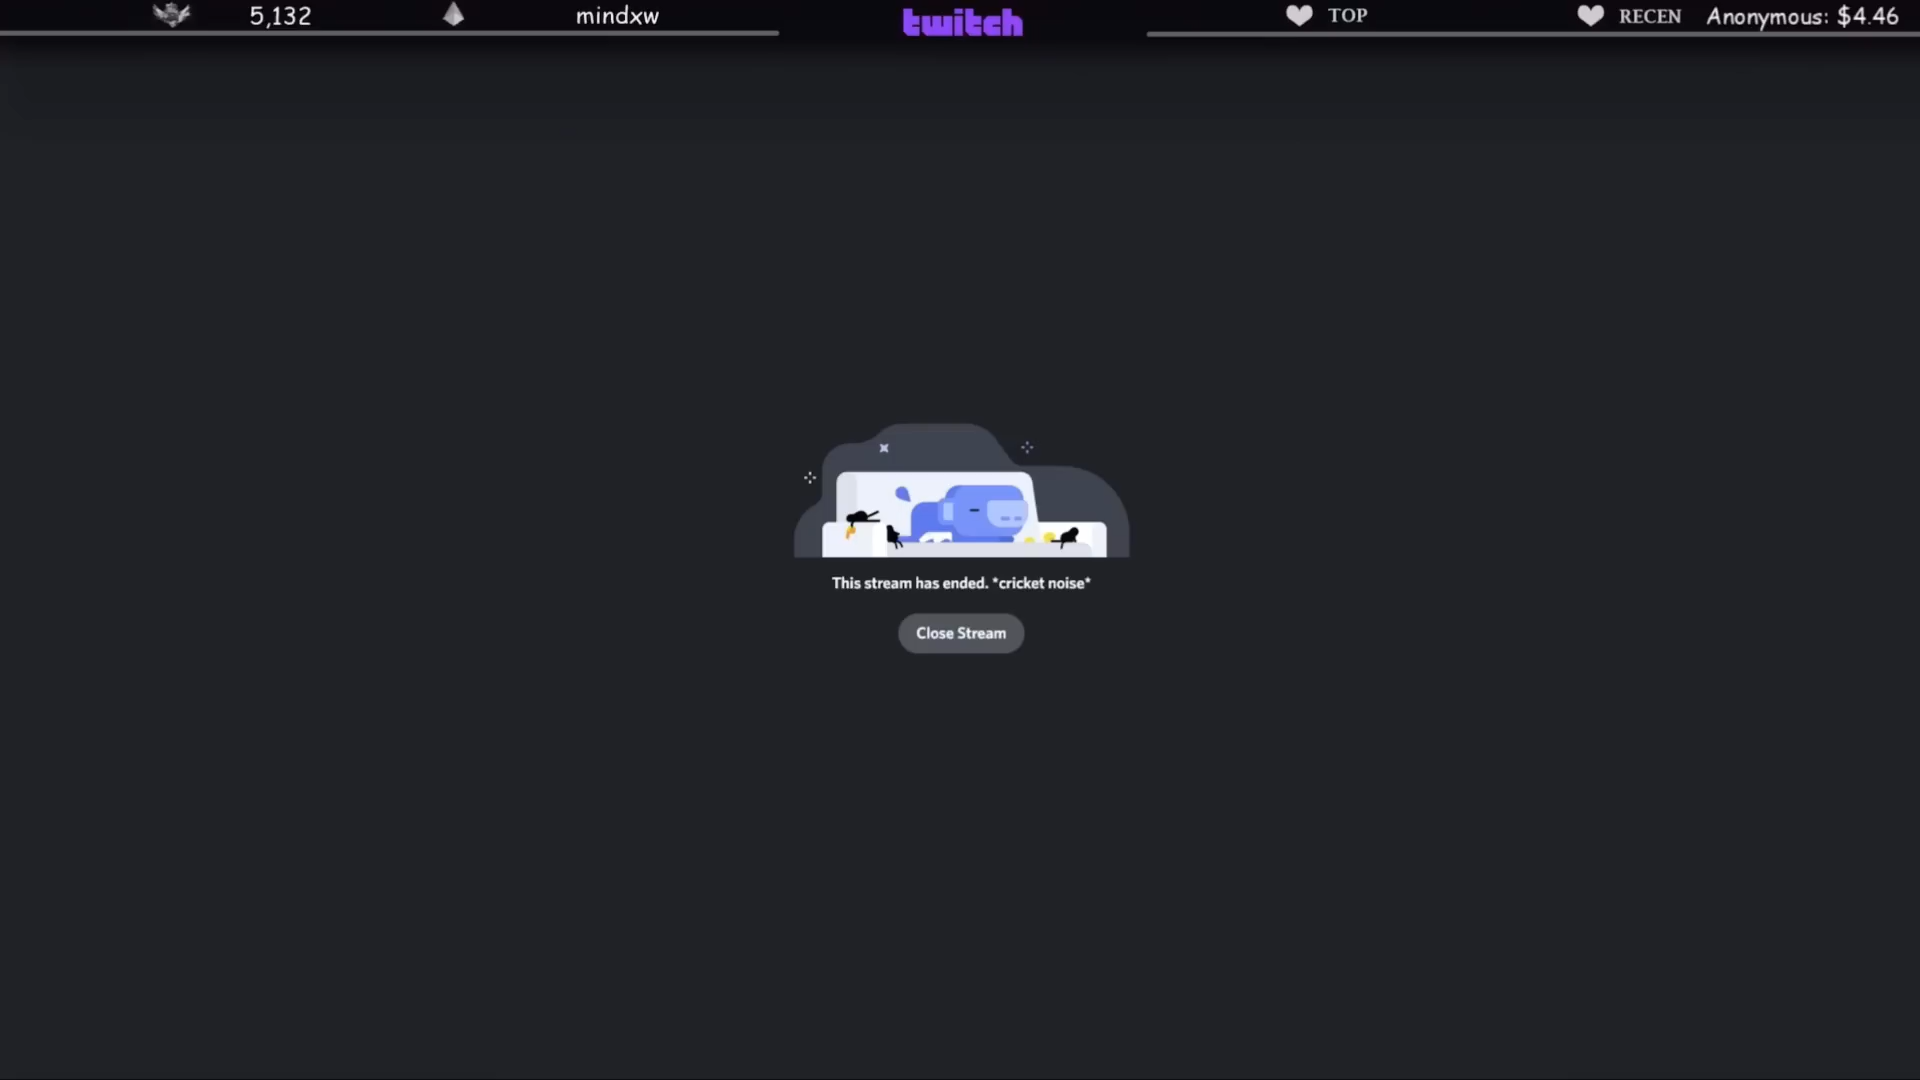 5,132 mindxw twitch TOP RECEN Anonymous: $4.46
This stream has ended. *cricket noise*
Close Stream